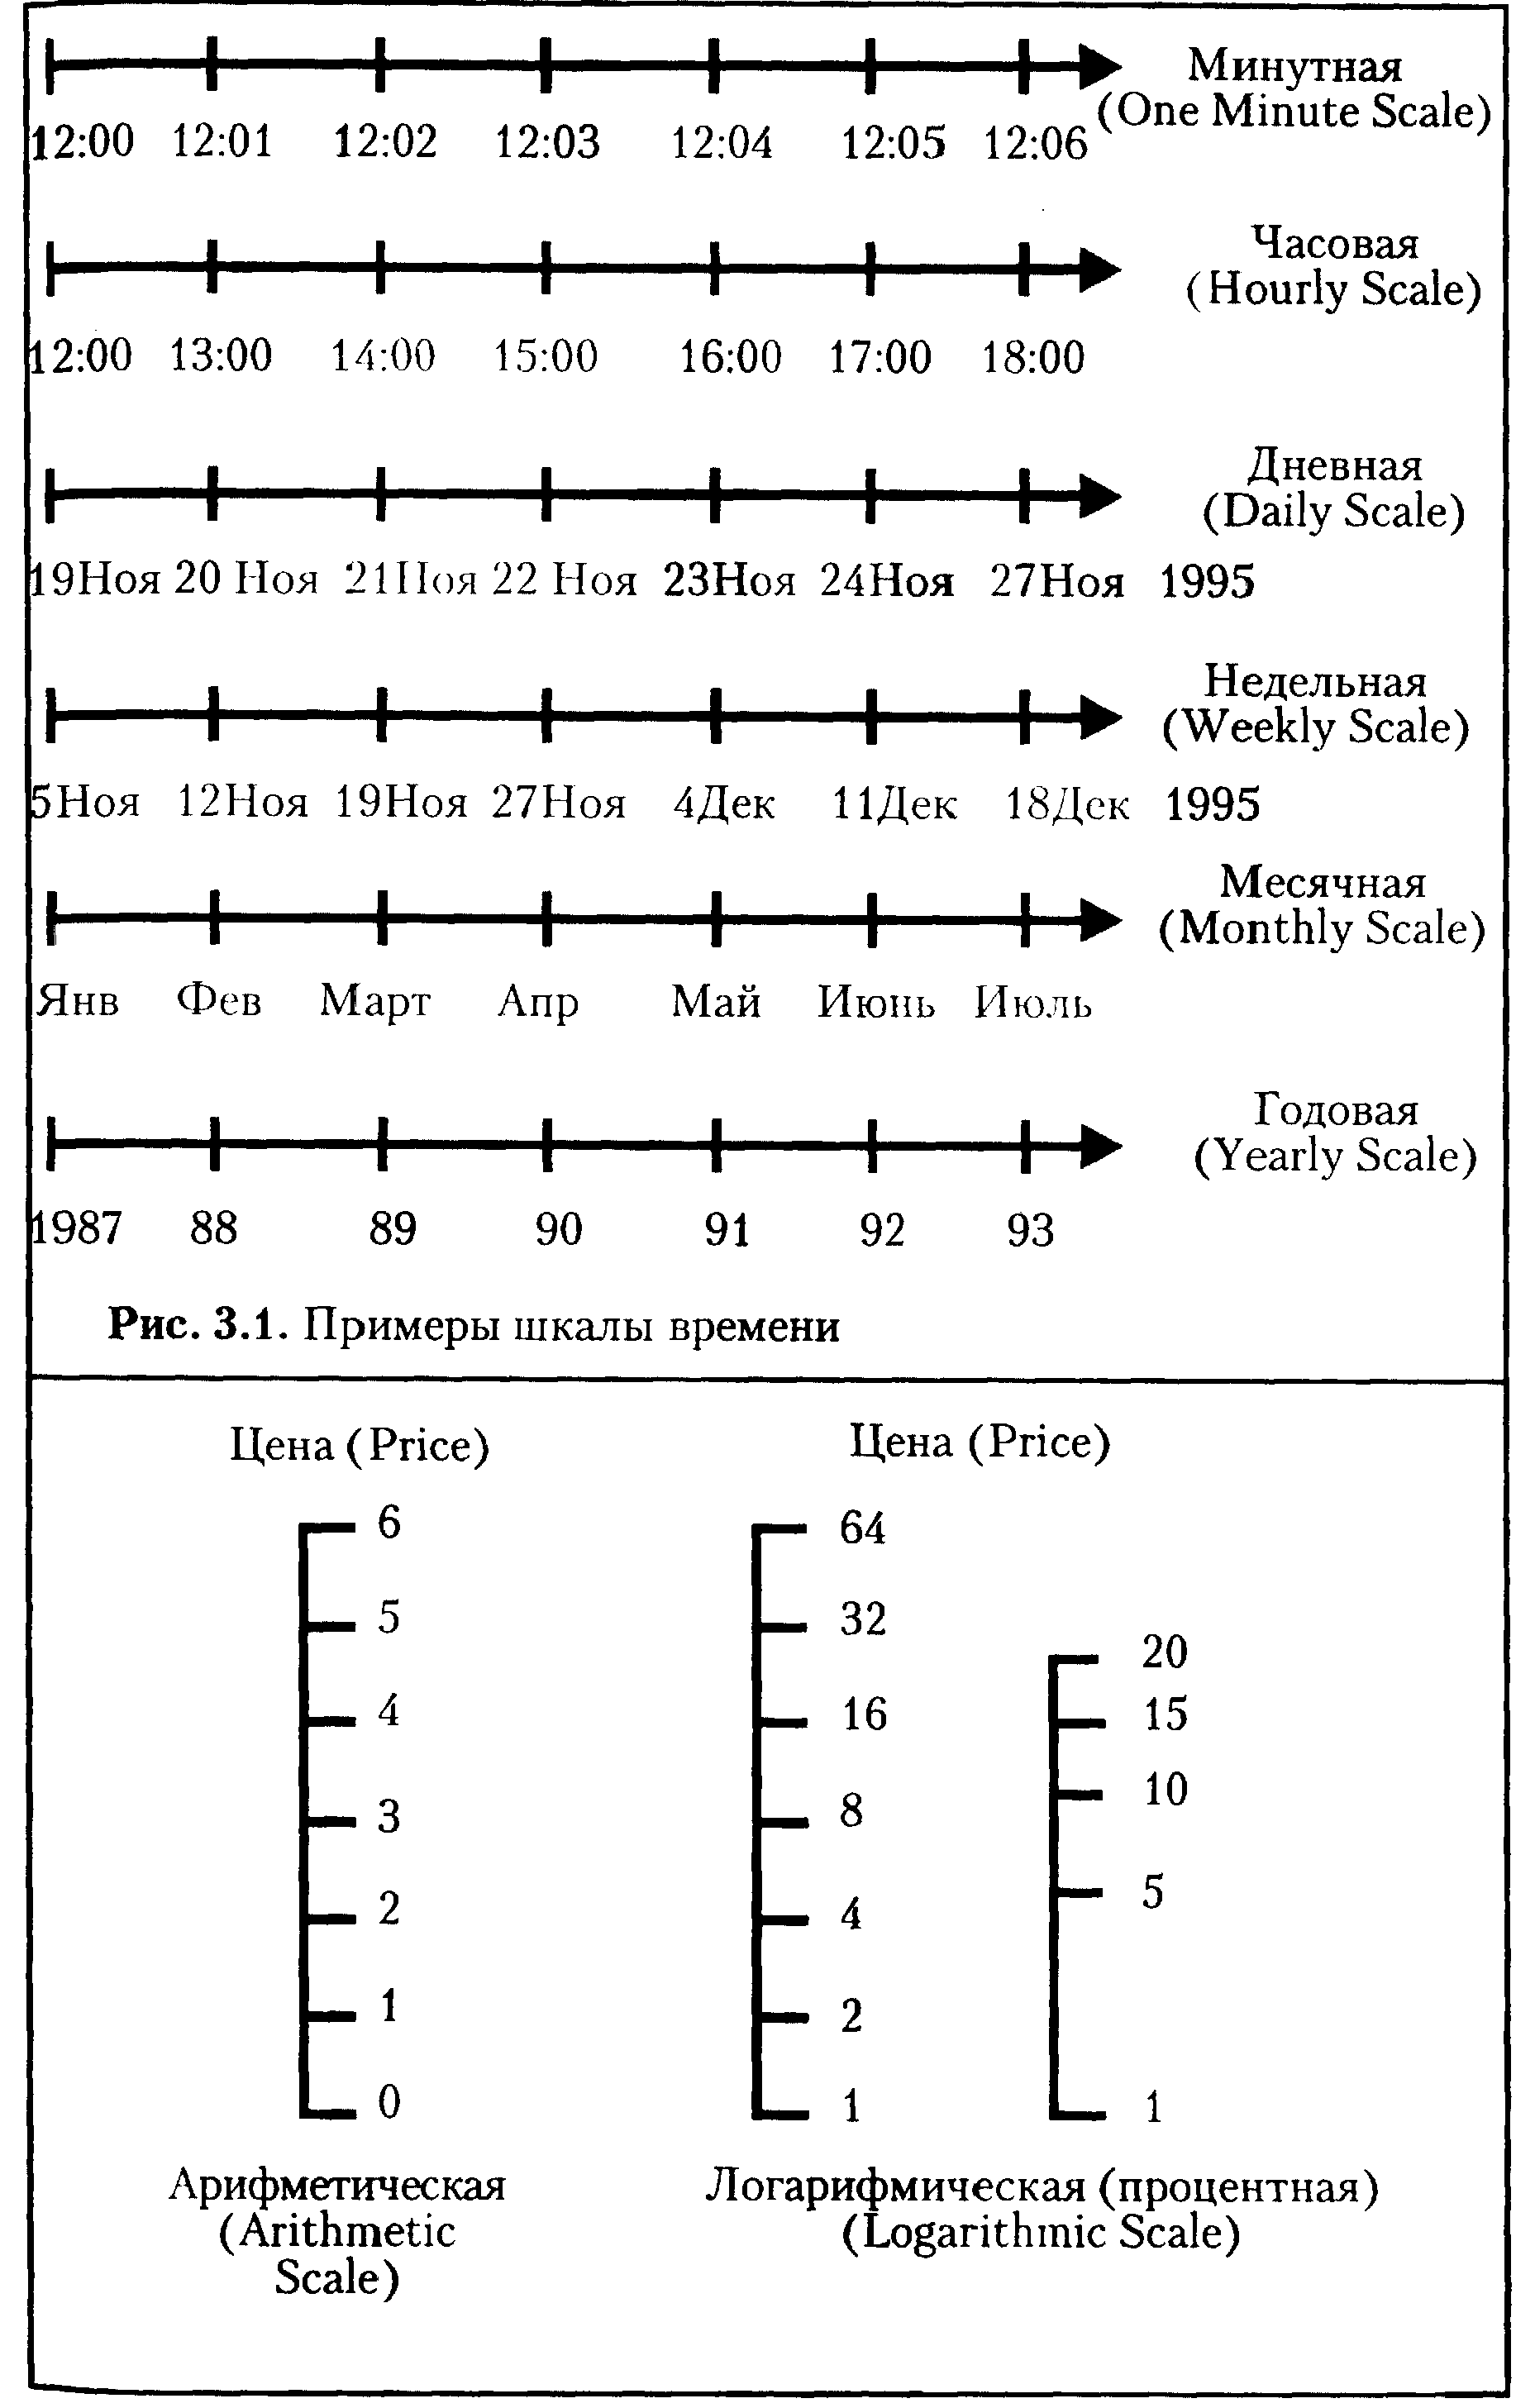 Минутная
(One Minute Scale)
12:00 12:01 12:02 12:03 12:04 12:05 12:06
Часовая
(Hourly Scale)
12:00 13:00 14:00 15:00 16:00 17:00 18:00
Дневная
(Daily Scale)
19Ноя 20 Ноя 21Ноя 22 Ноя 23Ноя 24Ноя 27Ноя 1995
Недельная
(Weekly Scale)
5Ноя 12Ноя 19Ноя 27Ноя 4Дек 11Дек 18Дек 1995
Месячная
(Monthly Scale)
Янв Фев Март Апр Май Июнь Июль
Годовая
(Yearly Scale)
1987 88 89 90 91 92 93
Рис. 3.1. Примеры шкалы времени
Цена (Price)
6
5
4
3
2
1
0
Арифметическая
(Arithmetic
Scale)
Цена (Price)
64
32
16
8
4
2
1
20
15
10
5
1
Логарифмическая (процентная)
(Logarithmic Scale)